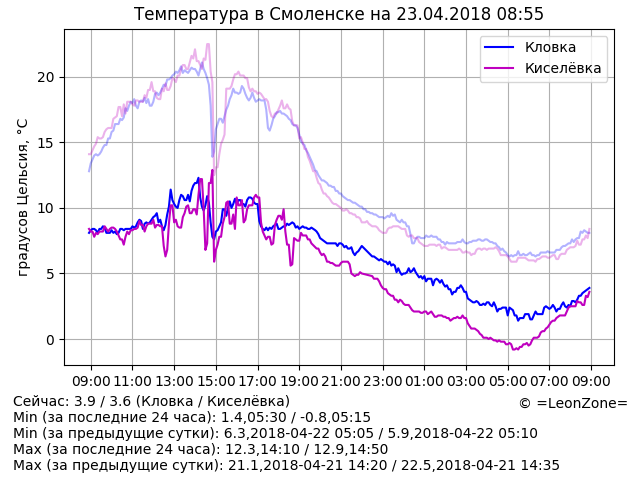 Температура в Смоленске на 23.04.2018 08:55
Кловка
Киселёвка
градусов Цельсия, °C
20
15
10
5
0
09:00 11:00 13:00 15:00 17:00 19:00 21:00 23:00 01:00 03:00 05:00 07:00 09:00
Сейчас: 3.9 / 3.6 (Кловка / Киселёвка)
© =LeonZone=
Min (за последние 24 часа): 1.4,05:30 / -0.8,05:15
Min (за предыдущие сутки): 6.3,2018-04-22 05:05 / 5.9,2018-04-22 05:10
Max (за последние 24 часа): 12.3,14:10 / 12.9,14:50
Max (за предыдущие сутки): 21.1,2018-04-21 14:20 / 22.5,2018-04-21 14:35